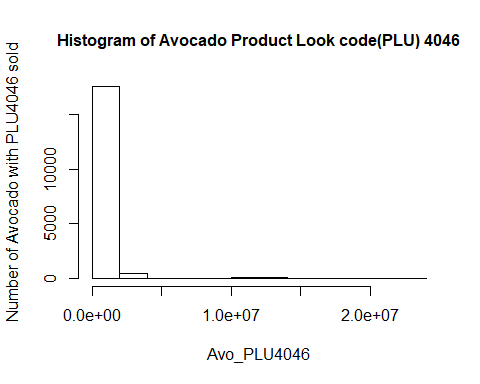 Histogram of Avocado Product Look code(PLU) 4046
Number of Avocado with PLU4046 sold
10000
5000
0
0.0e+00 1.0e+07 2.0e+07
Avo_PLU4046